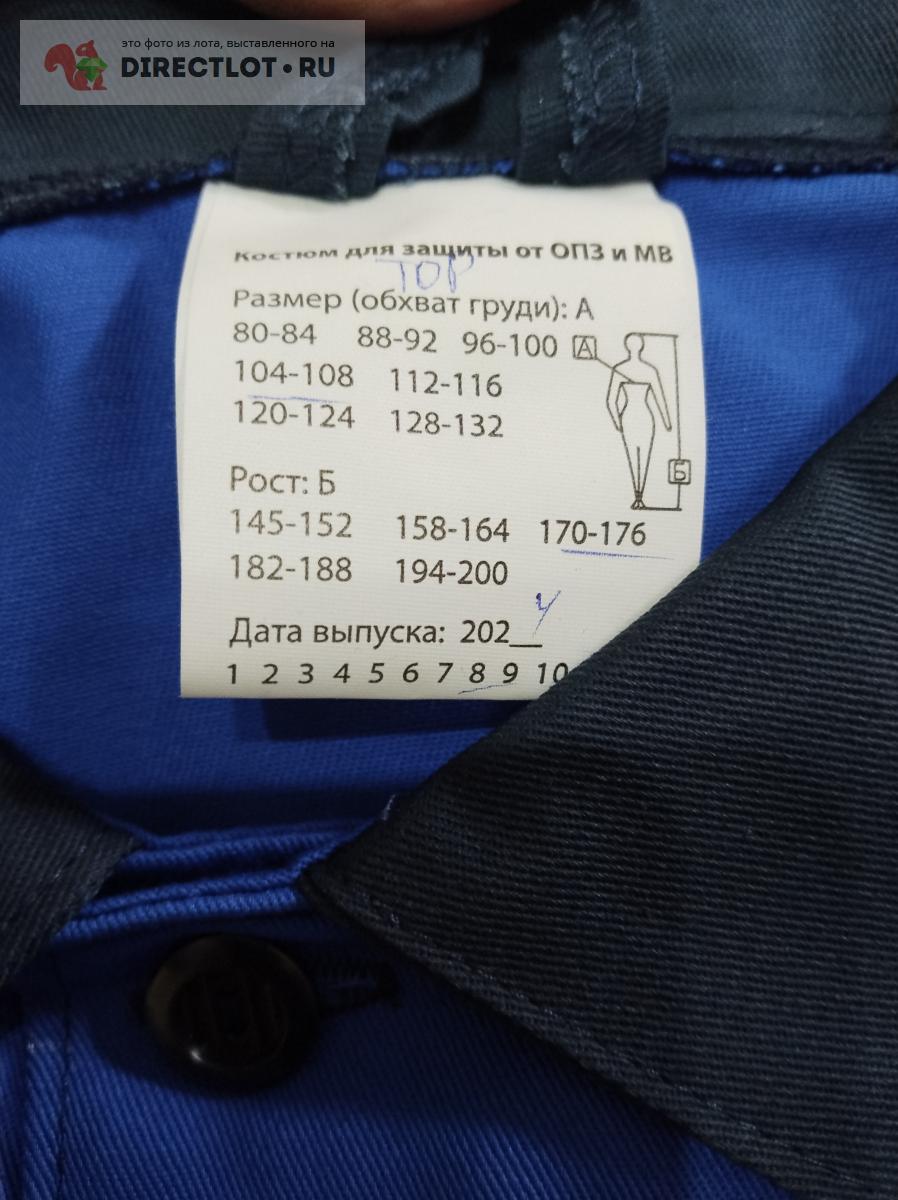 это фото из лота, выставленного на
DIRECTLOT•RU
Костюм для защиты от ОПЗ и МВ
ТОР
Размер (обхват груди): А
80-84 88-92 96-100 А
104-108 112-116
120-124 128-132
Рост: Б
Б
145-152 158-164 170-176
182-188 194-200
Дата выпуска: 202_4
1 2 3 4 5 6 7 8 9 10